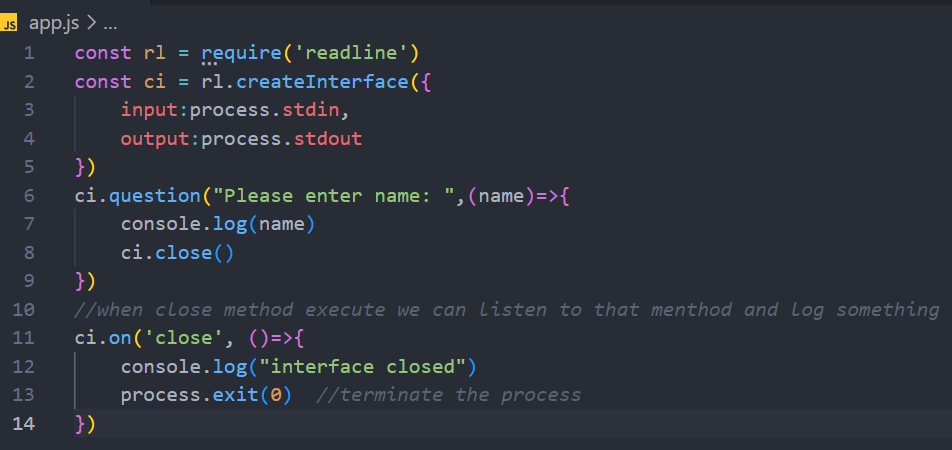 JS app.js > ...
1 const rl = require('readline')
2 const ci = rl.createInterface({
3     input:process.stdin,
4     output:process.stdout
5 })
6 ci.question("Please enter name: ",(name)=>{
7     console.log(name)
8     ci.close()
9 })
10 //when close method execute we can listen to that menthod and log something
11 ci.on('close', ()=>{
12     console.log("interface closed")
13     process.exit(0)  //terminate the process
14 })